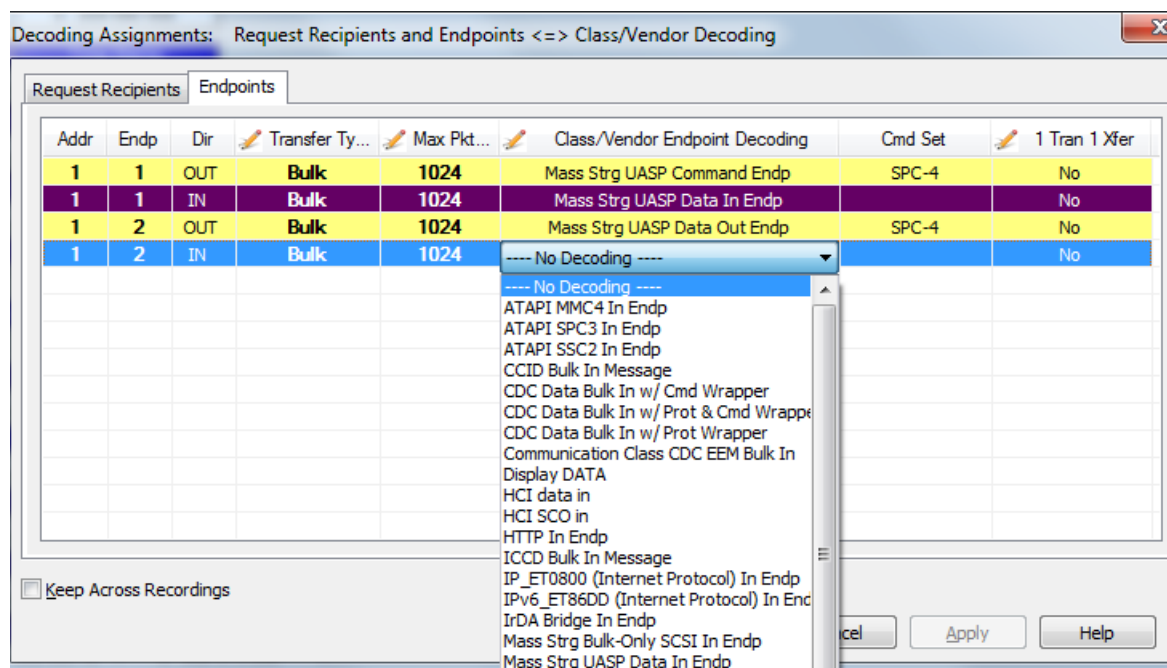 Decoding Assignments: Request Recipients and Endpoints <=> Class/Vendor Decoding
Request Recipients Endpoints
Addr Endp Dir Transfer Ty... Max Pkt... Class/Vendor Endpoint Decoding Cmd Set 1 Tran 1 Xfer
1 1 OUT Bulk 1024 Mass Strg UASP Command Endp SPC-4 No
1 1 IN Bulk 1024 Mass Strg UASP Data In Endp No
1 2 OUT Bulk 1024 Mass Strg UASP Data Out Endp SPC-4 No
1 2 IN Bulk 1024 ---- No Decoding ---- No
---- No Decoding ----
ATAPI MMC4 In Endp
ATAPI SPC3 In Endp
ATAPI SSC2 In Endp
CCID Bulk In Message
CDC Data Bulk In w/ Cmd Wrapper
CDC Data Bulk In w/ Prot & Cmd Wrappe
CDC Data Bulk In w/ Prot Wrapper
Communication Class CDC EEM Bulk In
Display DATA
HCI data in
HCI SCO in
HTTP In Endp
ICCD Bulk In Message
IP_ET0800 (Internet Protocol) In Endp
IPv6_ET86DD (Internet Protocol) In End
IrDA Bridge In Endp
Mass Strg Bulk-Only SCSI In Endp
Mass Strg UASP Data In Endp
Keep Across Recordings
cel Apply Help